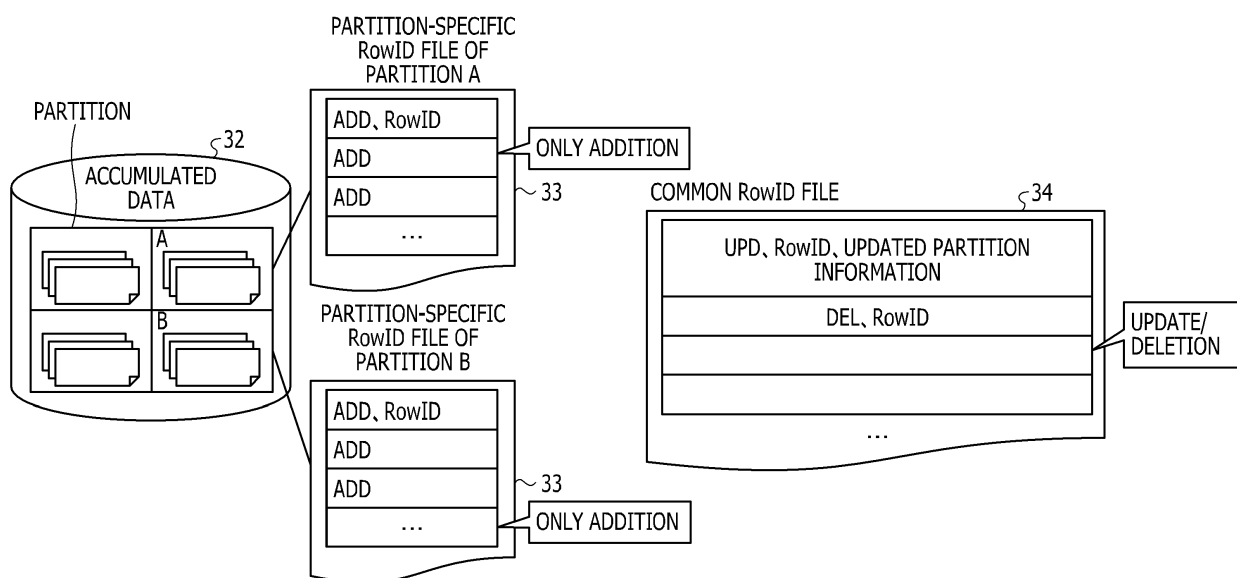 PARTITION-SPECIFIC
RowID FILE OF
PARTITION A
PARTITION
32
ACCUMULATED
DATA
A
B
ADD、RowID
ADD
ADD
...
ONLY ADDITION
33
PARTITION-SPECIFIC
RowID FILE OF
PARTITION B
ADD、RowID
ADD
ADD
...
33
ONLY ADDITION
COMMON RowID FILE
34
UPD、RowID、UPDATED PARTITION
INFORMATION
DEL、RowID
...
UPDATE/
DELETION